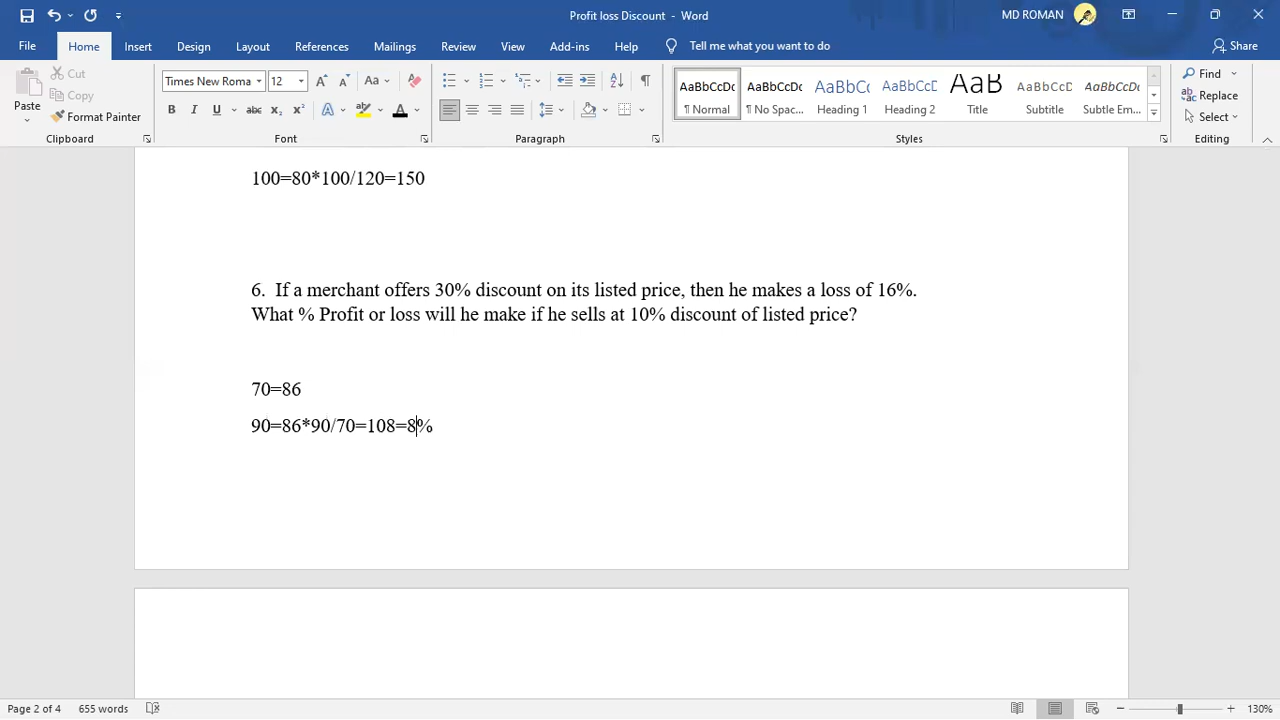 Profit loss Discount - Word
MD ROMAN
File Home Insert Design Layout References Mailings Review View Add-ins Help Tell me what you want to do Share
Paste
Cut
Copy
Format Painter
Clipboard
Times New Roma 12
Aa
B I U abc A A
Font
Paragraph
AaBbCcDc AaBbCcDc AaBbCc AaBbCcD AaB AaBbCcD AaBbCcDc
¶ Normal ¶ No Spac... Heading 1 Heading 2 Title Subtitle Subtle Em...
Styles
Find
Replace
Select
Editing
100=80*100/120=150
6. If a merchant offers 30% discount on its listed price, then he makes a loss of 16%.
What % Profit or loss will he make if he sells at 10% discount of listed price?
70=86
90=86*90/70=108=8%
Page 2 of 4 655 words 130%